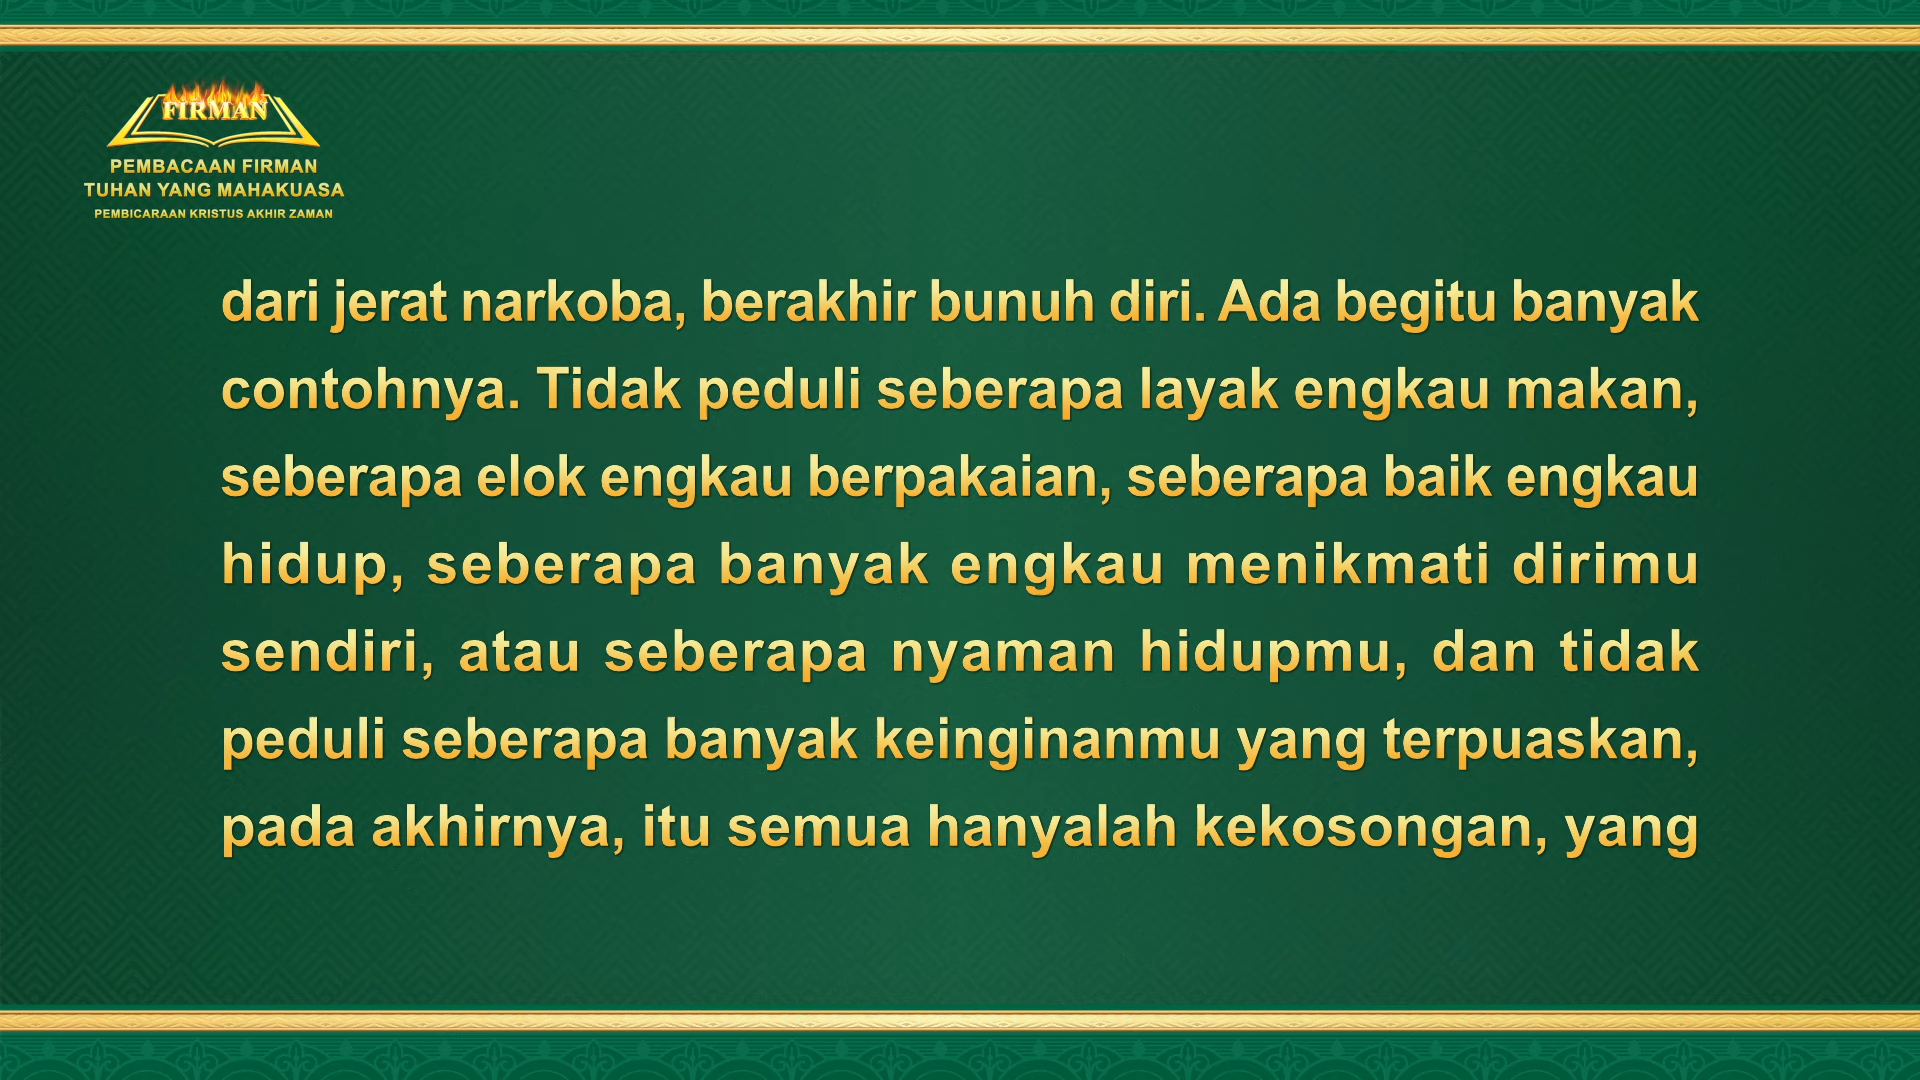 FIRMAN
PEMBACAAN FIRMAN
TUHAN YANG MAHAKUASA
PEMBICARAAN KRISTUS AKHIR ZAMAN
dari jerat narkoba, berakhir bunuh diri. Ada begitu banyak
contohnya. Tidak peduli seberapa layak engkau makan,
seberapa elok engkau berpakaian, seberapa baik engkau
hidup, seberapa banyak engkau menikmati dirimu
sendiri, atau seberapa nyaman hidupmu, dan tidak
peduli seberapa banyak keinginanmu yang terpuaskan,
pada akhirnya, itu semua hanyalah kekosongan, yang